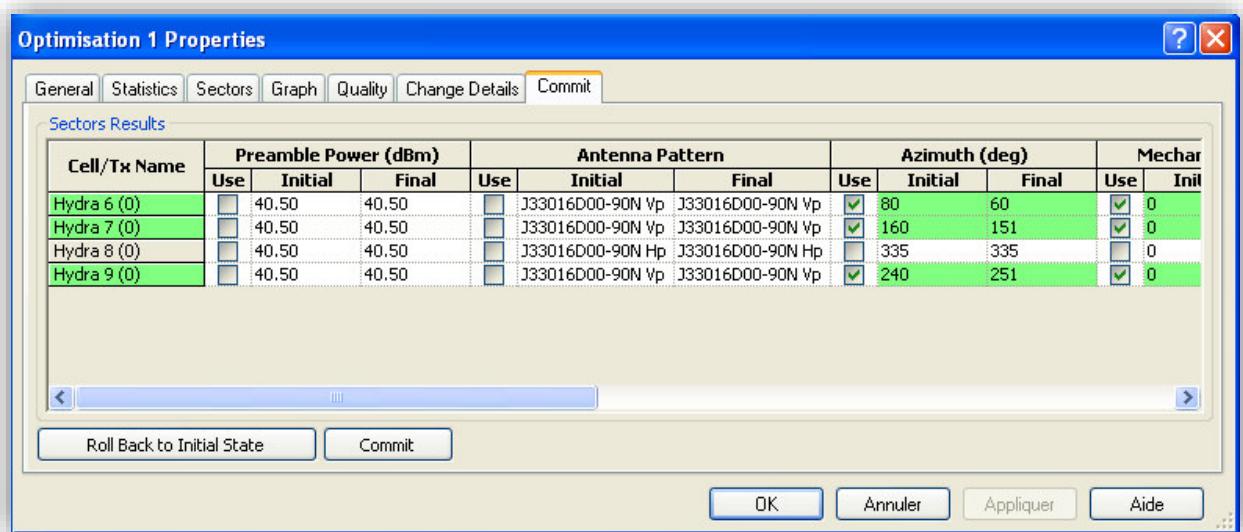 Optimisation 1 Properties
General Statistics Sectors Graph Quality Change Details Commit
Sectors Results
Cell/Tx Name Preamble Power (dBm) Antenna Pattern Azimuth (deg) Mechar
Use Initial Final Use Initial Final Use Initial Final Use Init
Hydra 6 (0) 40.50 40.50 J33016D00-90N Vp J33016D00-90N Vp 80 60 0
Hydra 7 (0) 40.50 40.50 J33016D00-90N Vp J33016D00-90N Vp 160 151 0
Hydra 8 (0) 40.50 40.50 J33016D00-90N Hp J33016D00-90N Hp 335 335 0
Hydra 9 (0) 40.50 40.50 J33016D00-90N Vp J33016D00-90N Vp 240 251 0
Roll Back to Initial State Commit
OK Annuler Appliquer Aide